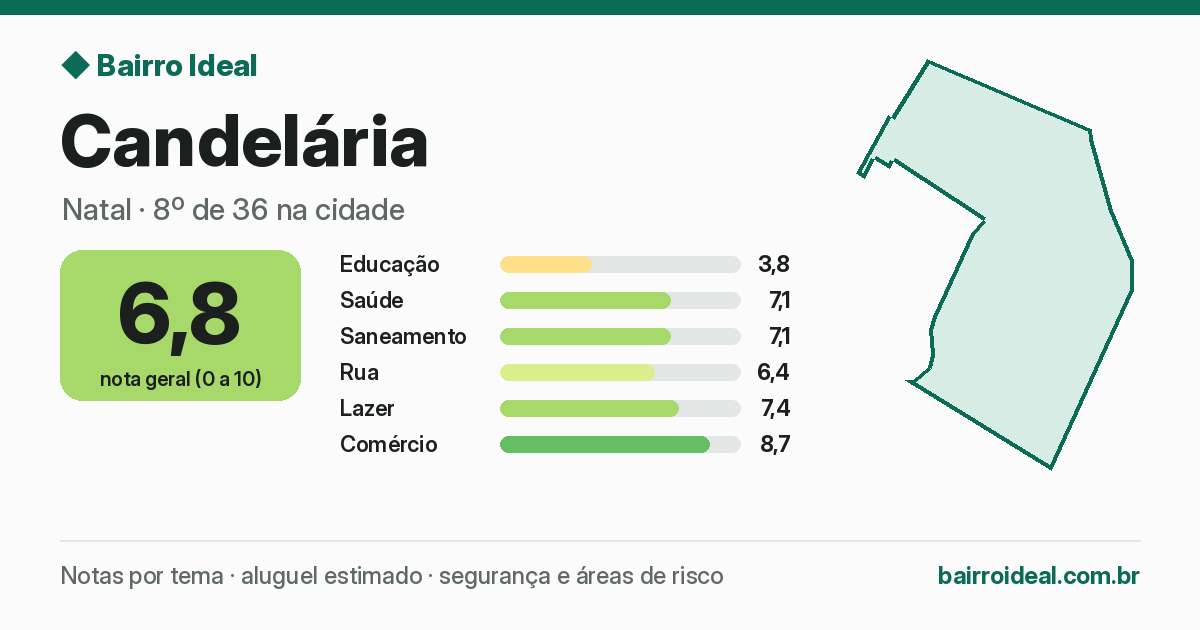 Bairro Ideal
Candelária
Natal · 8º de 36 na cidade
6,8
nota geral (0 a 10)
Educação 3,8
Saúde 7,1
Saneamento 7,1
Rua 6,4
Lazer 7,4
Comércio 8,7
Notas por tema · aluguel estimado · segurança e áreas de risco
bairroideal.com.br